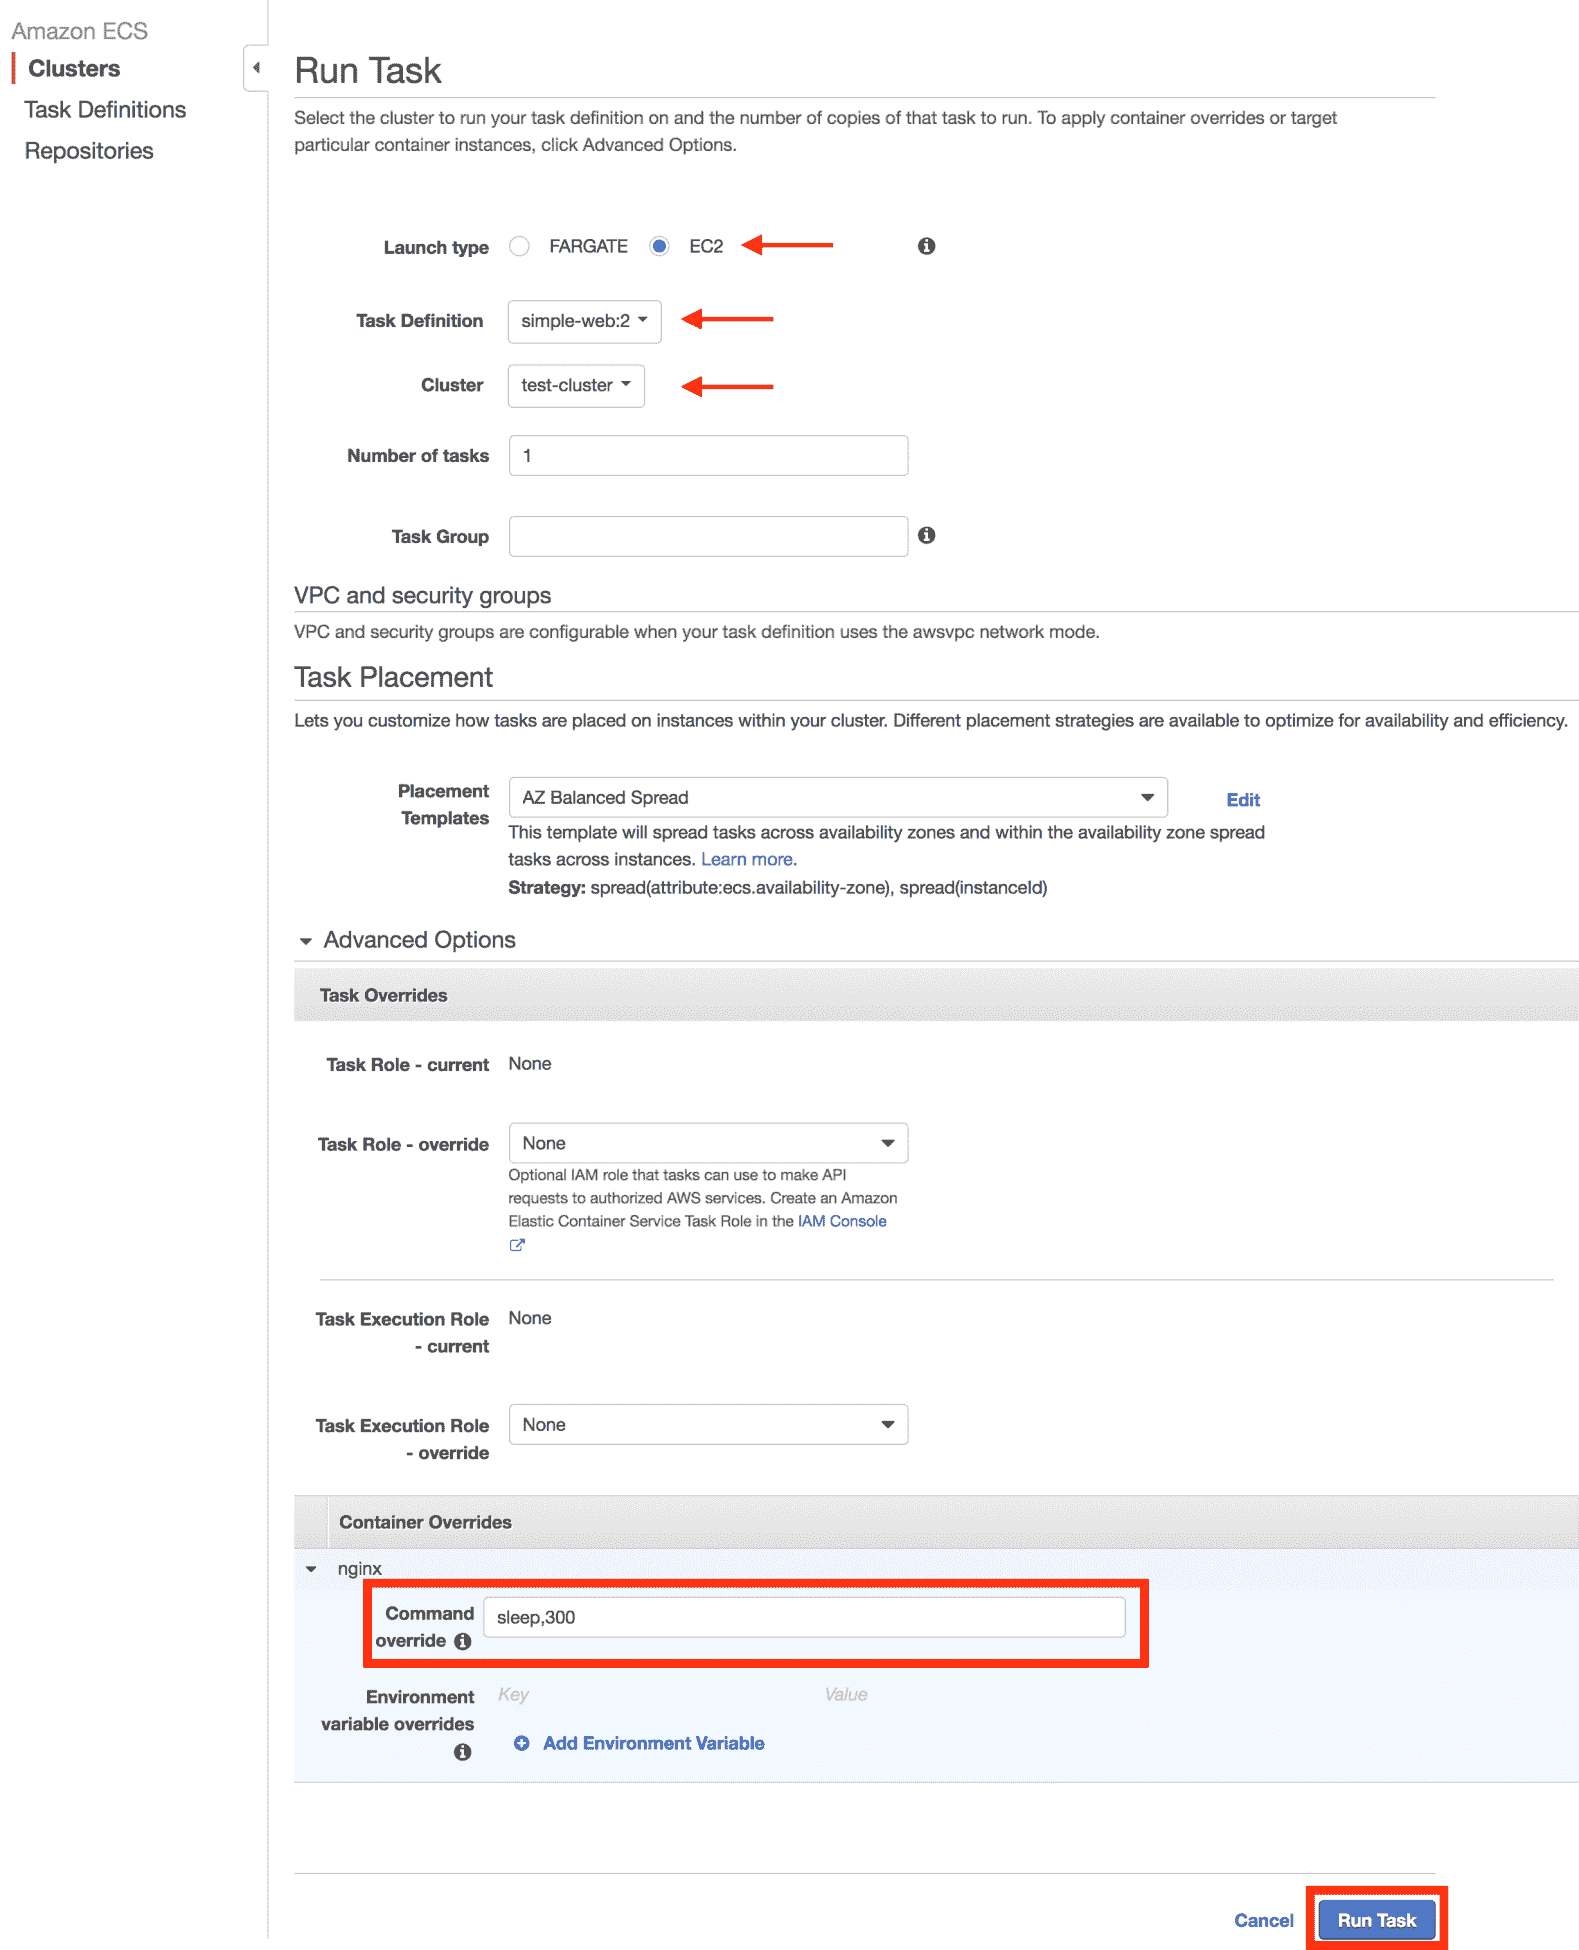 Amazon ECS
Clusters
Task Definitions
Repositories
Run Task
Select the cluster to run your task definition on and the number of copies of that task to run. To apply container overrides or target
particular container instances, click Advanced Options.
Launch type FARGATE EC2
Task Definition simple-web:2
Cluster test-cluster
Number of tasks 1
Task Group
VPC and security groups
VPC and security groups are configurable when your task definition uses the awsvpc network mode.
Task Placement
Lets you customize how tasks are placed on instances within your cluster. Different placement strategies are available to optimize for availability and efficiency.
Placement
Templates
AZ Balanced Spread Edit
This template will spread tasks across availability zones and within the availability zone spread
tasks across instances. Learn more.
Strategy: spread(attribute:ecs.availability-zone), spread(instanceId)
Advanced Options
Task Overrides
Task Role - current None
Task Role - override None
Optional IAM role that tasks can use to make API
requests to authorized AWS services. Create an Amazon
Elastic Container Service Task Role in the IAM Console
Task Execution Role
- current
None
Task Execution Role
- override
None
Container Overrides
nginx
Command
override
sleep,300
Environment
variable overrides
Key Value
Add Environment Variable
Cancel Run Task